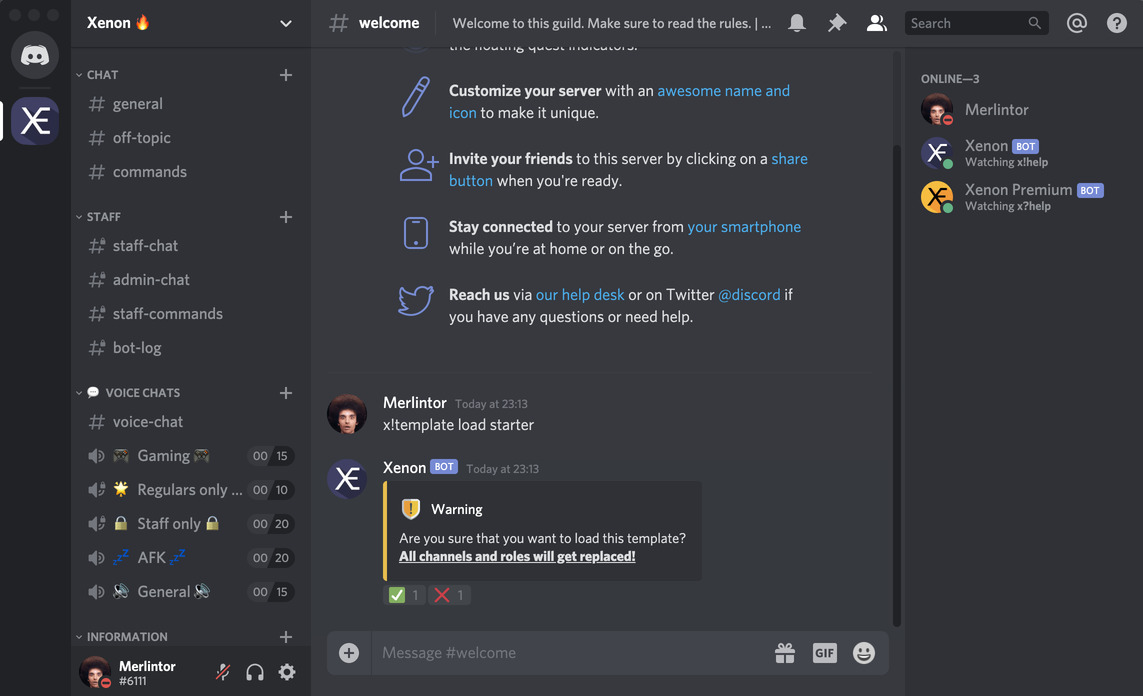 Xenon 🔥
CHAT
general
off-topic
commands
STAFF
staff-chat
admin-chat
staff-commands
bot-log
💬 VOICE CHATS
voice-chat
🎮 Gaming 🎮 00 15
🌟 Regulars only ... 00 10
🔒 Staff only 🔒 00 20
💤 AFK 💤 00 20
🔊 General 🔊 00 15
INFORMATION
Merlintor
#6111
# welcome
Welcome to this guild. Make sure to read the rules. | ...
Search
Customize your server with an awesome name and
icon to make it unique.
Invite your friends to this server by clicking on a share
button when you're ready.
Stay connected to your server from your smartphone
while you’re at home or on the go.
Reach us via our help desk or on Twitter @discord if
you have any questions or need help.
Merlintor Today at 23:13
x!template load starter
Xenon BOT Today at 23:13
Warning
Are you sure that you want to load this template?
All channels and roles will get replaced!
✅ 1 ❌ 1
Message #welcome
GIF
ONLINE—3
Merlintor
Xenon BOT
Watching x!help
Xenon Premium BOT
Watching x?help